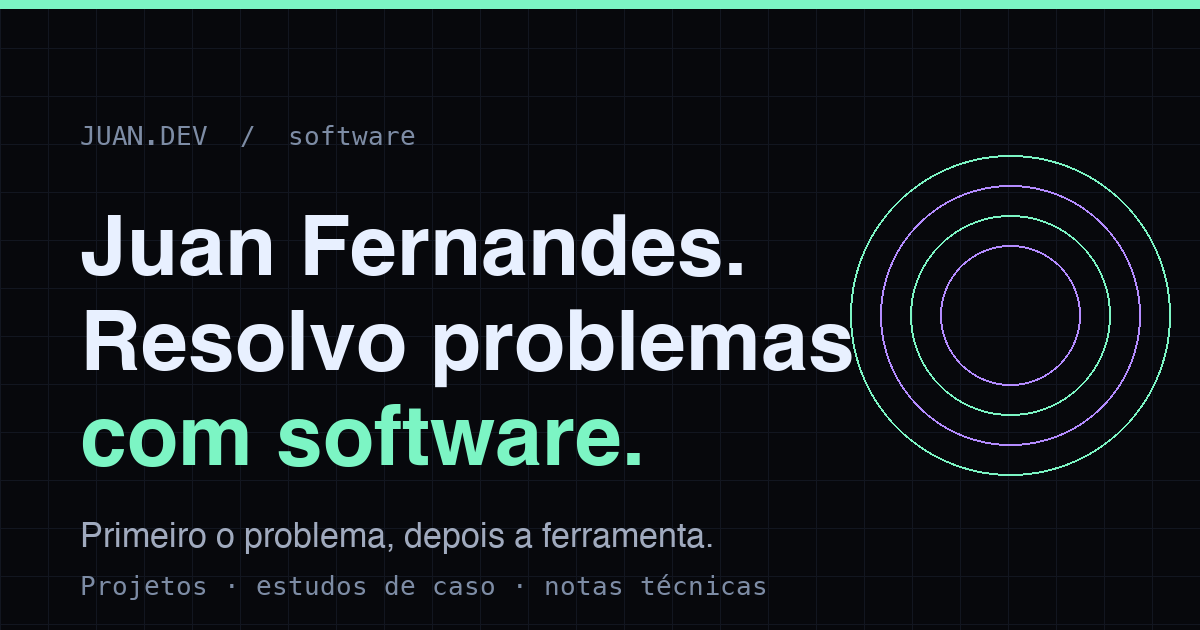 JUAN.DEV / software
Juan Fernandes.
Resolvo problemas
com software.
Primeiro o problema, depois a ferramenta.
Projetos · estudos de caso · notas técnicas